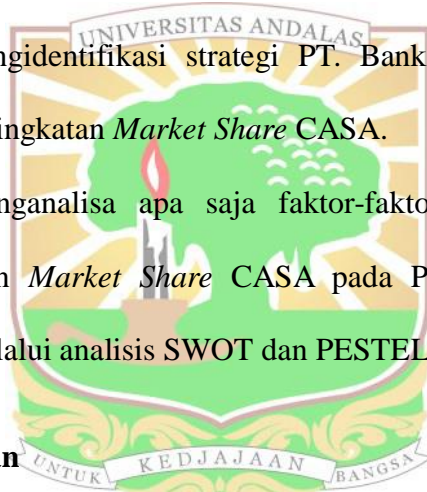 UNIVERSITAS ANDALAS
ngidentifikasi strategi PT. Bank
ingkatan Market Share CASA.
nganalisa apa saja faktor-fakto
n Market Share CASA pada P
lalui analisis SWOT dan PESTEL
an
UNTUK KEDJAJAAN BANGSA